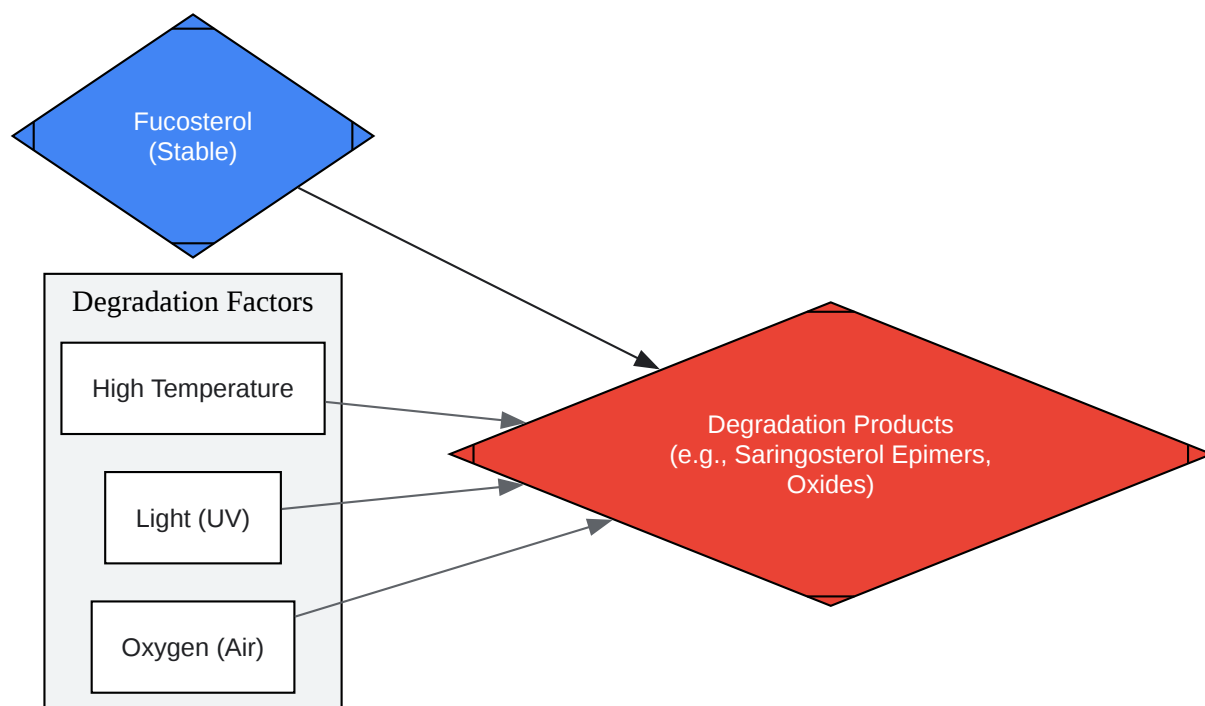 Fucosterol
(Stable)
Degradation Factors
High Temperature
Light (UV)
Oxygen (Air)
Degradation Products
(e.g., Saringosterol Epimers,
Oxides)